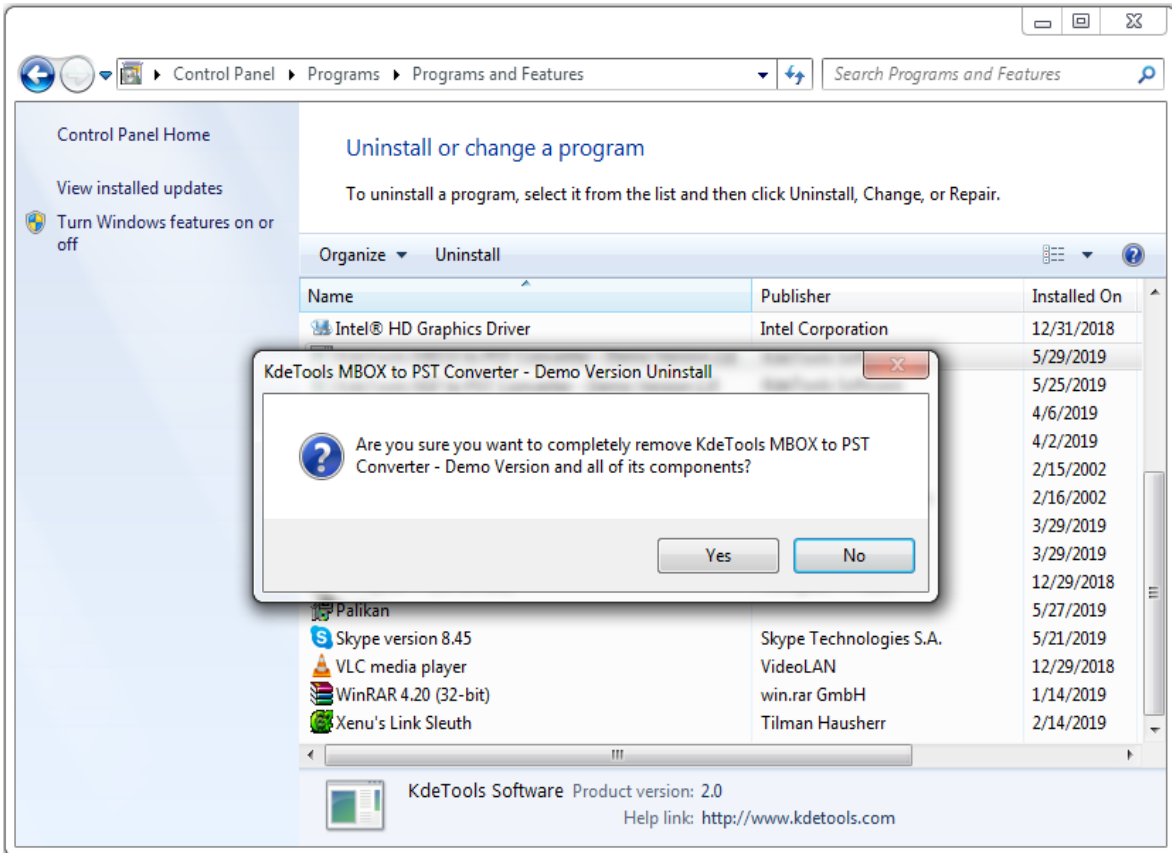 Control Panel
Programs
Programs and Features
Search Programs and Features
Control Panel Home
View installed updates
Turn Windows features on or
off
Uninstall or change a program
To uninstall a program, select it from the list and then click Uninstall, Change, or Repair.
Organize Uninstall
Name Publisher Installed On
Intel® HD Graphics Driver Intel Corporation 12/31/2018
5/29/2019
5/25/2019
4/6/2019
4/2/2019
2/15/2002
2/16/2002
3/29/2019
3/29/2019
12/29/2018
KdeTools MBOX to PST Converter - Demo Version Uninstall
Are you sure you want to completely remove KdeTools MBOX to PST
Converter - Demo Version and all of its components?
Yes No
Palikan 5/27/2019
Skype version 8.45 Skype Technologies S.A. 5/21/2019
VLC media player VideoLAN 12/29/2018
WinRAR 4.20 (32-bit) win.rar GmbH 1/14/2019
Xenu's Link Sleuth Tilman Hausherr 2/14/2019
KdeTools Software Product version: 2.0
Help link: http://www.kdetools.com